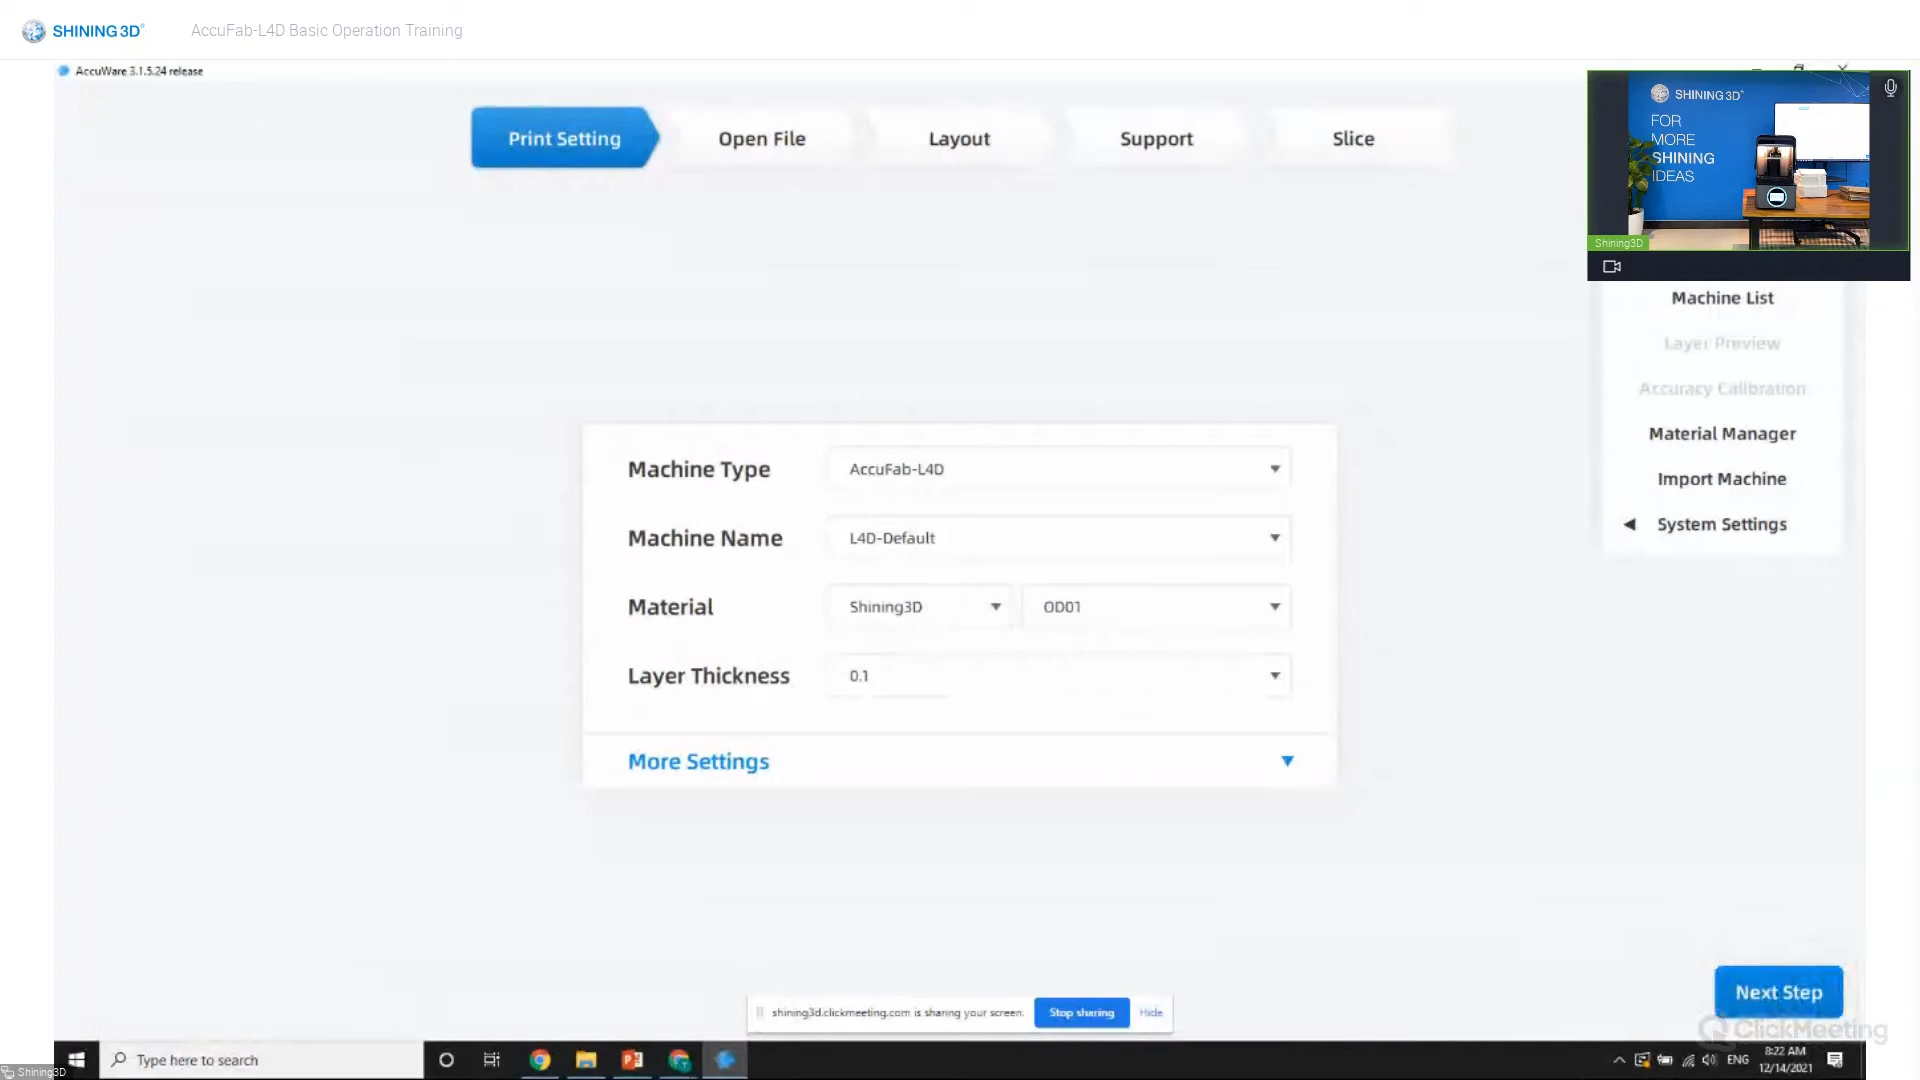 SHINING 3D®
AccuFab-L4D Basic Operation Training
AccuWare 3.1.5.24 release
Print Setting
Open File
Layout
Support
Slice
SHINING 3D®
FOR
MORE
SHINING
IDEAS
Shining3D
Machine List
Layer Preview
Accuracy Calibration
Material Manager
Import Machine
System Settings
Machine Type AccuFab-L4D
Machine Name L4D-Default
Material Shining3D OD01
Layer Thickness 0.1
More Settings
Next Step
shining3d.clickmeeting.com is sharing your screen. Stop sharing Hide
ClickMeeting
Type here to search
ENG
8:22 AM
12/14/2021
Shining3D